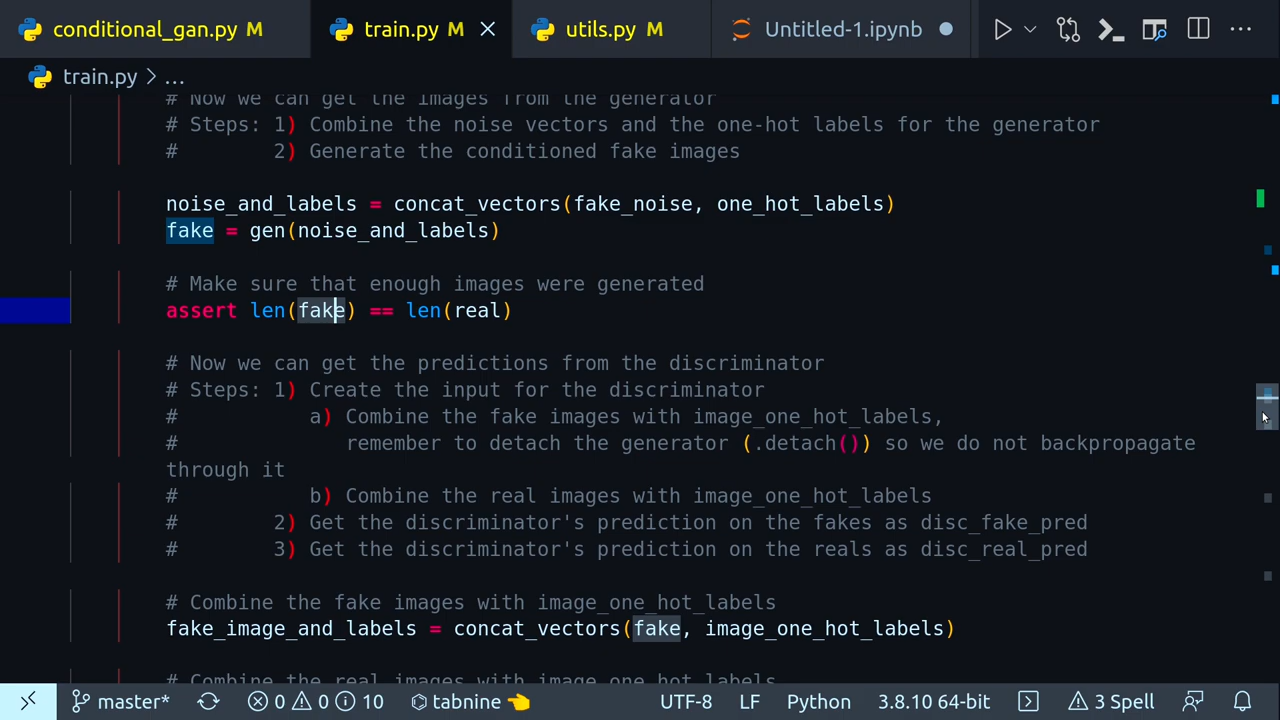 conditional_gan.py M train.py M utils.py M Untitled-1.ipynb
train.py > ...
# Now we can get the images from the generator
# Steps: 1) Combine the noise vectors and the one-hot labels for the generator
# 2) Generate the conditioned fake images
noise_and_labels = concat_vectors(fake_noise, one_hot_labels)
fake = gen(noise_and_labels)
# Make sure that enough images were generated
assert len(fake) == len(real)
# Now we can get the predictions from the discriminator
# Steps: 1) Create the input for the discriminator
# a) Combine the fake images with image_one_hot_labels,
# remember to detach the generator (.detach()) so we do not backpropagate
through it
# b) Combine the real images with image_one_hot_labels
# 2) Get the discriminator's prediction on the fakes as disc_fake_pred
# 3) Get the discriminator's prediction on the reals as disc_real_pred
# Combine the fake images with image_one_hot_labels
fake_image_and_labels = concat_vectors(fake, image_one_hot_labels)
# Combine the real images with image_one_hot_labels
master* 0 0 10 tabnine UTF-8 LF Python 3.8.10 64-bit 3 Spell